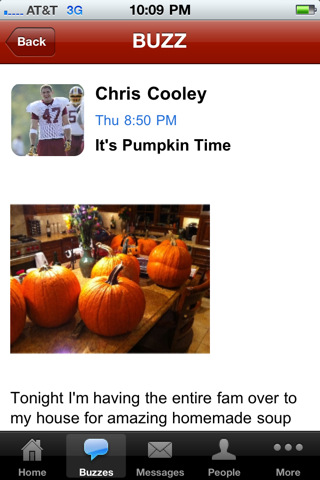 AT&T 3G 10:09 PM
Back BUZZ
47
Chris Cooley
Thu 8:50 PM
It's Pumpkin Time
Tonight I'm having the entire fam over to
my house for amazing homemade soup
Home Buzzes Messages People More